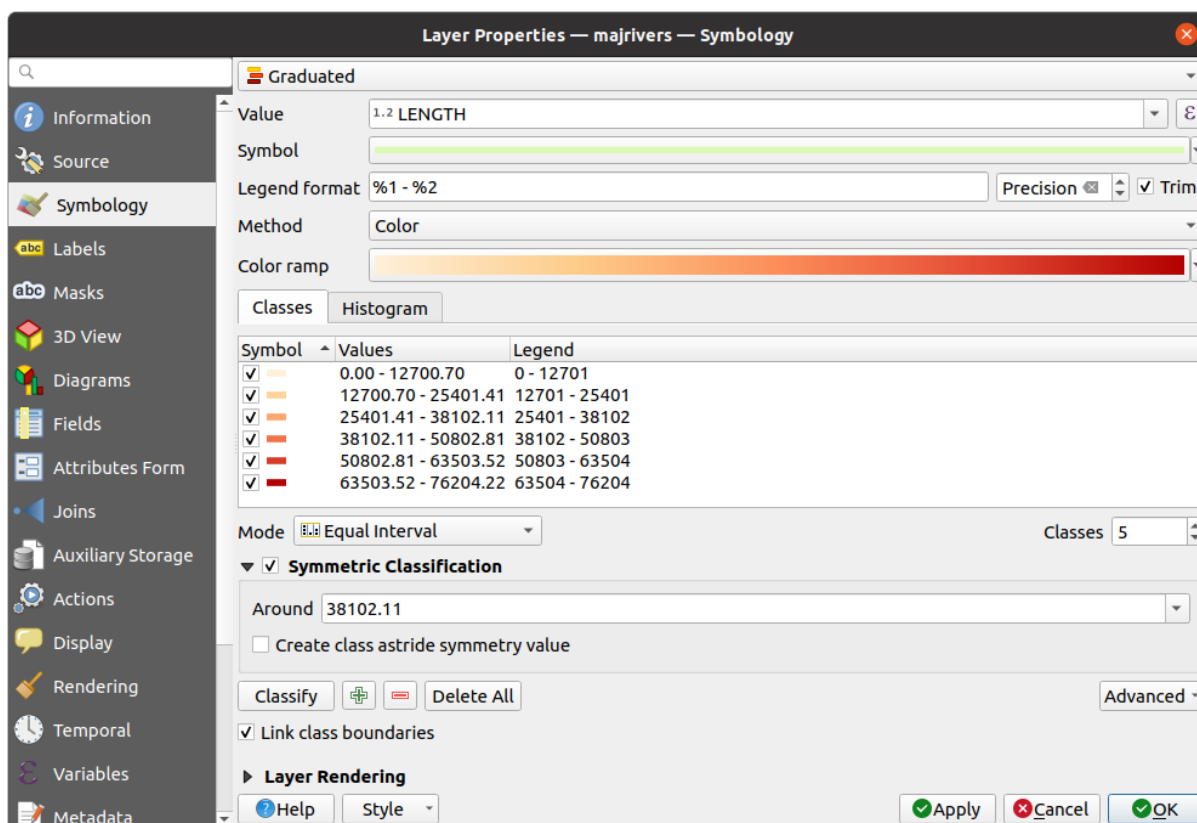 Layer Properties — majrivers — Symbology
Graduated
Information
Value 1.2 LENGTH ε
Source
Symbol
Symbology
Legend format %1 - %2 Precision Trim
Labels
Method Color
Masks
Color ramp
3D View
Classes Histogram
Diagrams
Symbol Values Legend
0.00 - 12700.70 0 - 12701
12700.70 - 25401.41 12701 - 25401
Fields
25401.41 - 38102.11 25401 - 38102
38102.11 - 50802.81 38102 - 50803
Attributes Form
50802.81 - 63503.52 50803 - 63504
63503.52 - 76204.22 63504 - 76204
Joins
Mode Equal Interval Classes 5
Auxiliary Storage
Symmetric Classification
Actions
Around 38102.11
Display
Create class astride symmetry value
Rendering
Classify Delete All Advanced
Temporal
Link class boundaries
Variables
Layer Rendering
Metadata
Help Style Apply Cancel OK
abc
abc